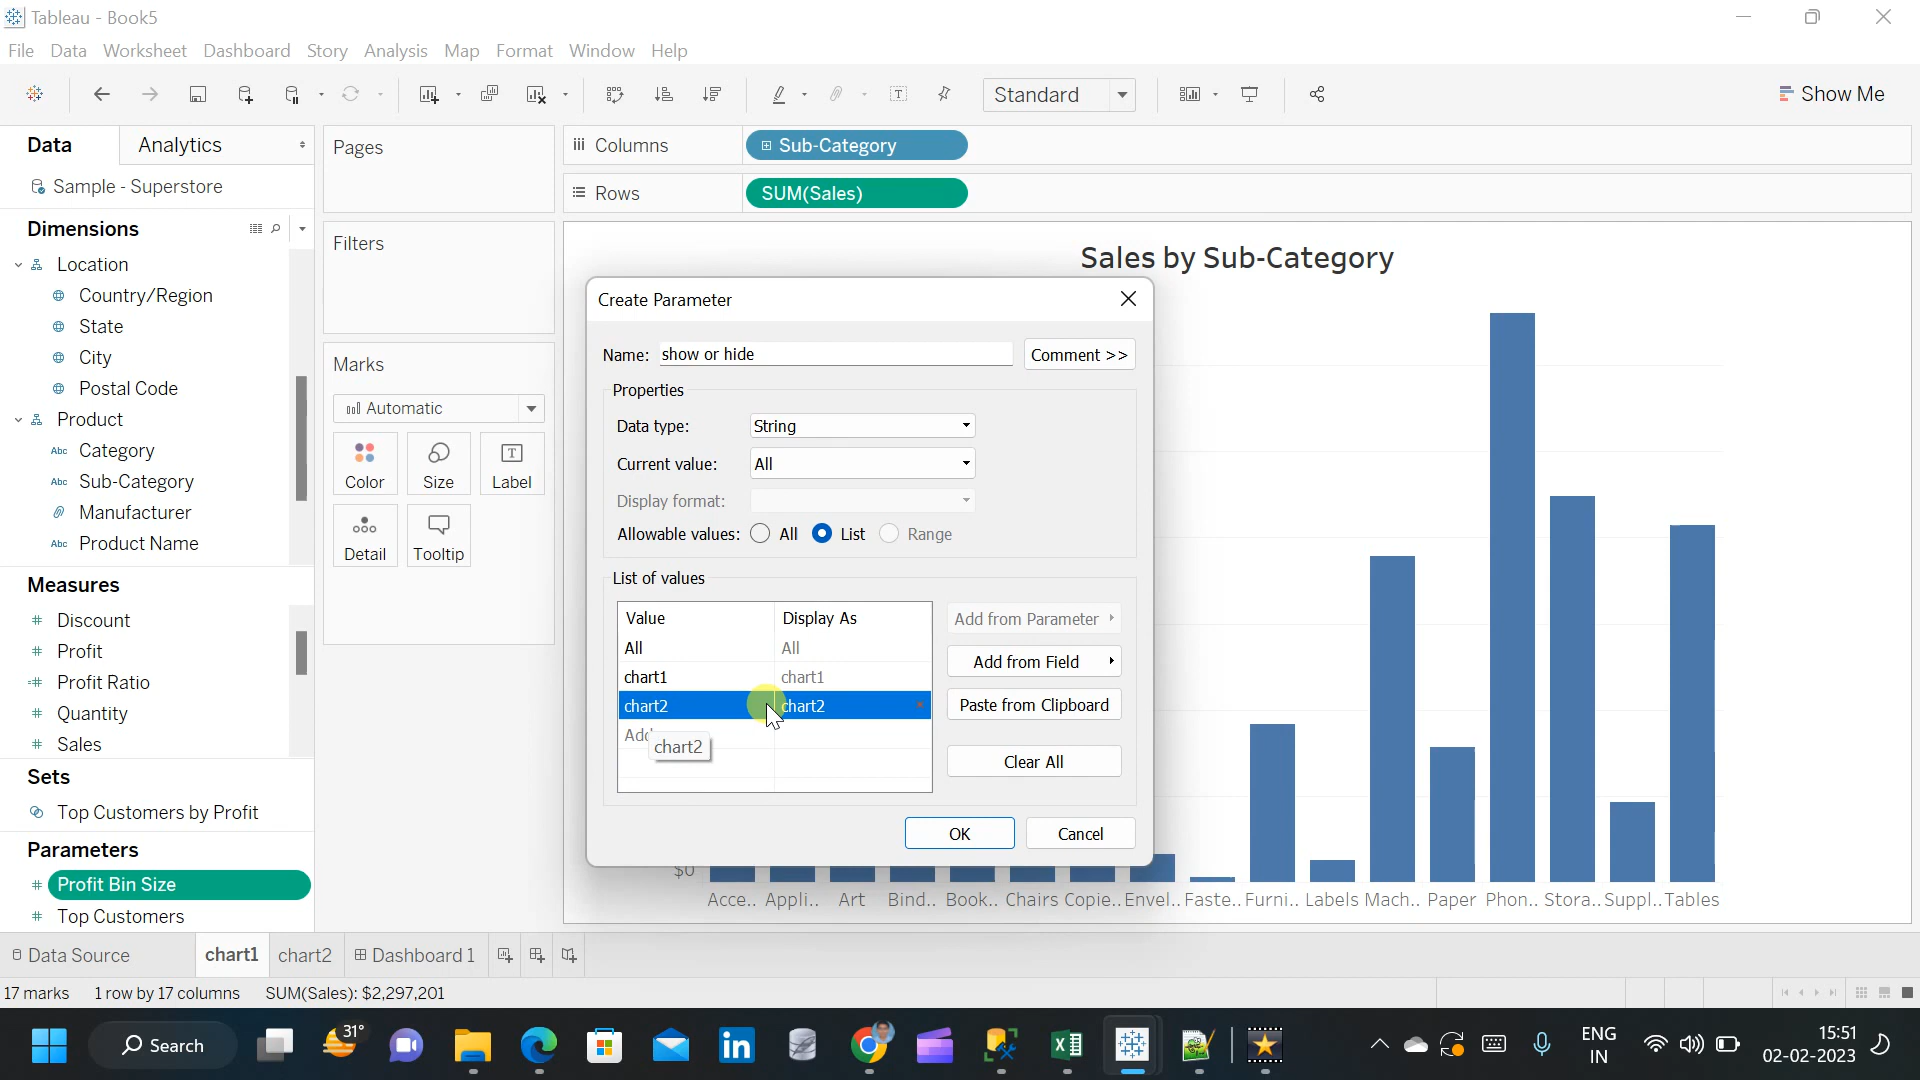 Tableau - Book5
File Data Worksheet Dashboard Story Analysis Map Format Window Help
Standard
Show Me
Data Analytics
Sample - Superstore
Dimensions
Location
Country/Region
State
City
Postal Code
Product
Abc Category
Abc Sub-Category
Manufacturer
Abc Product Name
Measures
# Discount
# Profit
=# Profit Ratio
# Quantity
# Sales
Sets
Top Customers by Profit
Parameters
# Profit Bin Size
# Top Customers
Pages
Filters
Marks
Automatic
Color Size Label
Detail Tooltip
Columns Sub-Category
Rows SUM(Sales)
Sales by Sub-Category
Create Parameter
Name: show or hide Comment >>
Properties
Data type: String
Current value: All
Display format:
Allowable values: All List Range
List of values
Value Display As
All All
chart1 chart1
chart2 chart2
Add
chart2
Add from Parameter
Add from Field
Paste from Clipboard
Clear All
OK Cancel
$0
Acce.. Appli.. Art Bind.. Book.. Chairs Copie.. Envel.. Faste.. Furni.. Labels Mach.. Paper Phon.. Stora.. Suppl.. Tables
Data Source chart1 chart2 Dashboard 1
17 marks 1 row by 17 columns SUM(Sales): $2,297,201
Search
31°
ENG
IN
15:51
02-02-2023